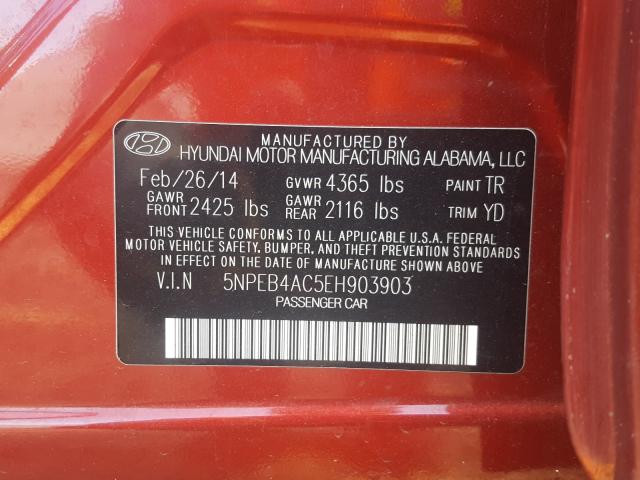 MANUFACTURED BY
HYUNDAI MOTOR MANUFACTURING ALABAMA, LLC
Feb/26/14 GVWR 4365 lbs PAINT TR
GAWR FRONT 2425 lbs GAWR REAR 2116 lbs TRIM YD
THIS VEHICLE CONFORMS TO ALL APPLICABLE U.S.A. FEDERAL
MOTOR VEHICLE SAFETY, BUMPER, AND THEFT PREVENTION STANDARDS
IN EFFECT ON THE DATE OF MANUFACTURE SHOWN ABOVE.
V.I.N 5NPEB4AC5EH903903
PASSENGER CAR